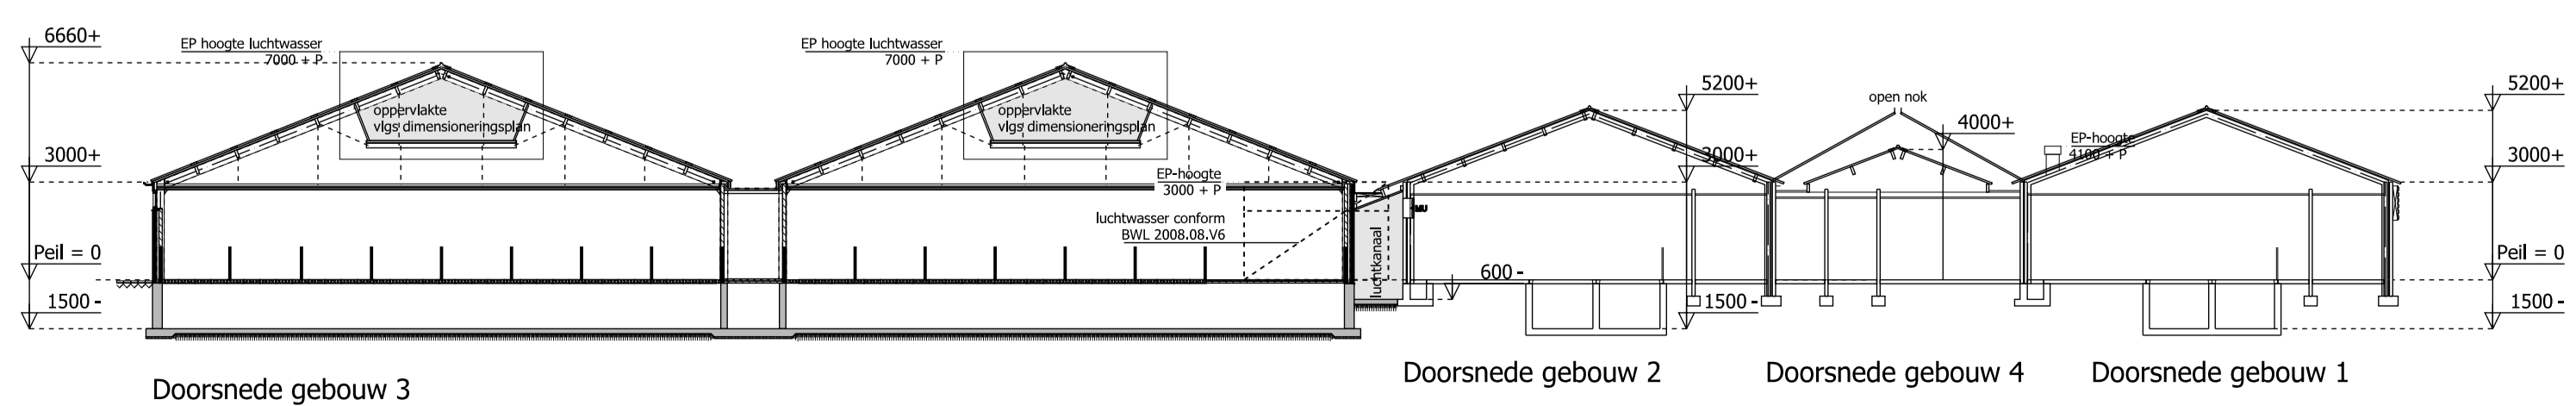 6660+
EP hoogte luchtwasser
7000 + P
oppervlakte
vlgs dimensioneringsplan
3000+
Peil = 0
1500 -
EP hoogte luchtwasser
7000 + P
oppervlakte
vlgs dimensioneringsplan
EP-hoogte
3000 + P
luchtwasser conform
BWL 2008.08.V6
luchtkanaal
MU
600 -
5200+
3000+
1500 -
open nok
4000+
EP-hoogte
4100 + P
5200+
3000+
Peil = 0
1500 -
Doorsnede gebouw 3
Doorsnede gebouw 2
Doorsnede gebouw 4
Doorsnede gebouw 1